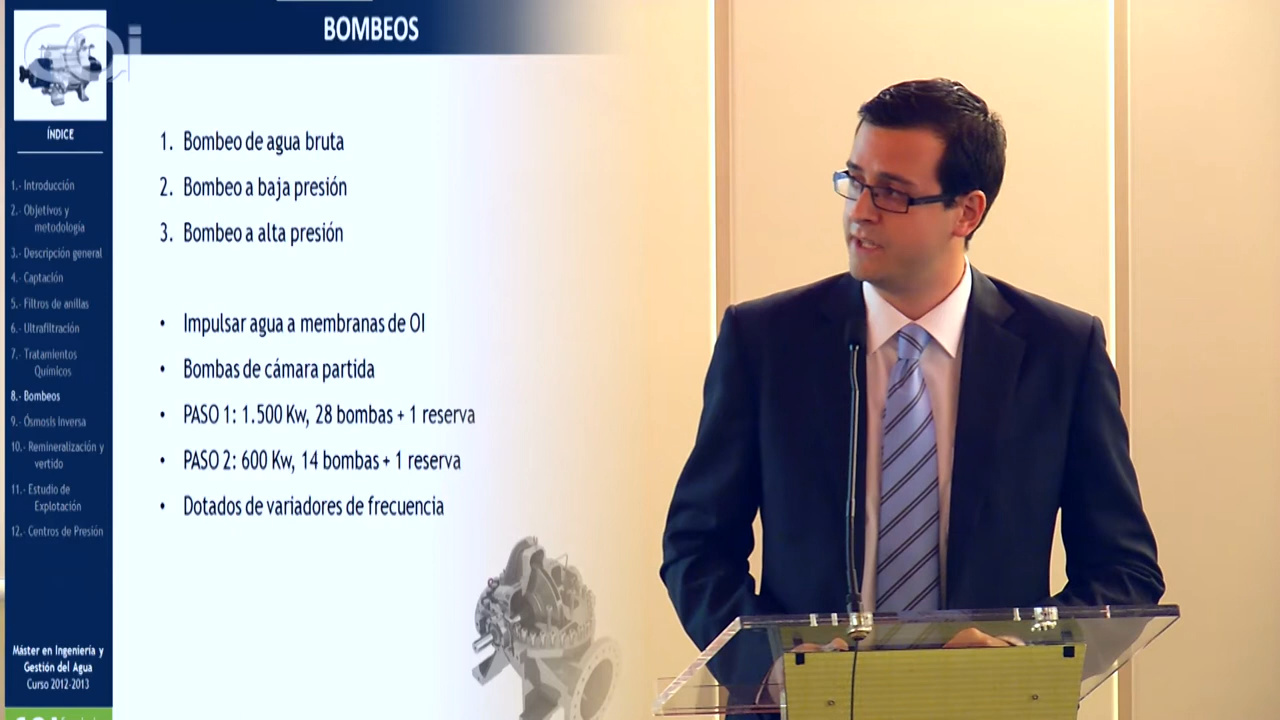 eoi
BOMBEOS
ÍNDICE
1.- Introducción
2.- Objetivos y
metodología
3.- Descripción general
4.- Captación
5.- Filtros de anillas
6.- Ultrafiltración
7.- Tratamientos
Químicos
8.- Bombeos
9.- Ósmosis inversa
10.- Remineralización y
vertido
11.- Estudio de
Explotación
12.- Centros de Presión
Máster en Ingeniería y
Gestión del Agua
Curso 2012-2013
1. Bombeo de agua bruta
2. Bombeo a baja presión
3. Bombeo a alta presión
• Impulsar agua a membranas de OI
• Bombas de cámara partida
• PASO 1: 1.500 Kw, 28 bombas + 1 reserva
• PASO 2: 600 Kw, 14 bombas + 1 reserva
• Dotados de variadores de frecuencia